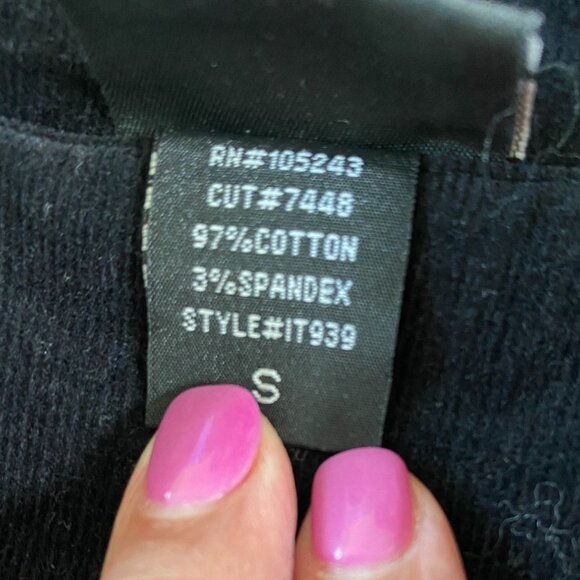 RN#105243
CUT#7448
97%COTTON
3%SPANDEX
STYLE#IT939
S